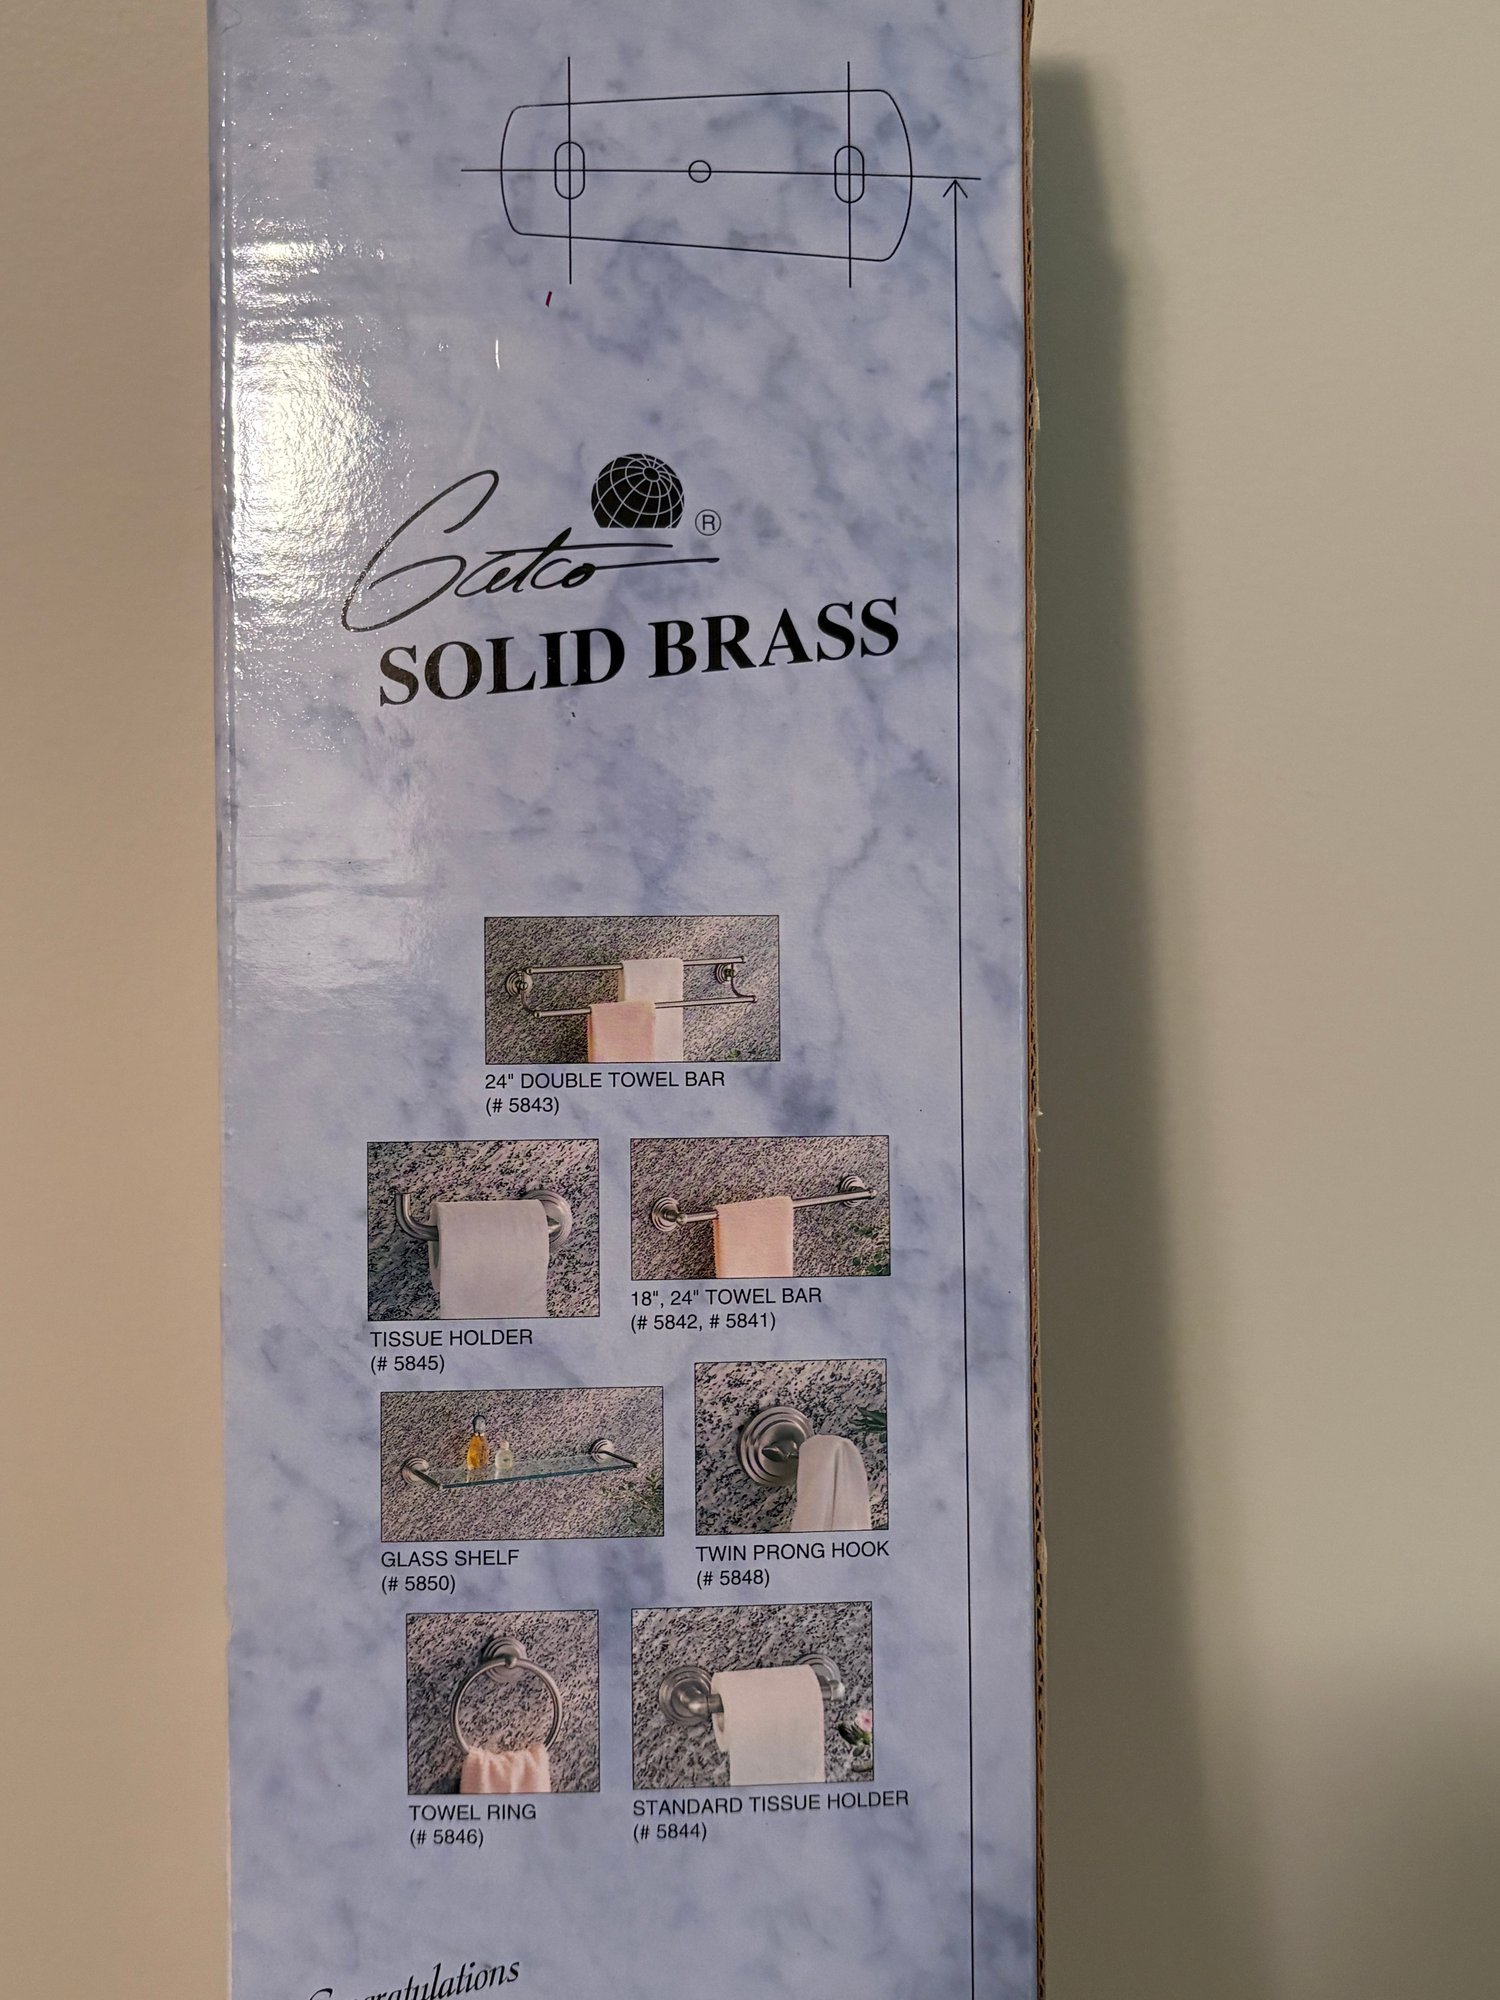 Gatco ®
SOLID BRASS
24" DOUBLE TOWEL BAR
(# 5843)
TISSUE HOLDER
(# 5845)
18", 24" TOWEL BAR
(# 5842, # 5841)
GLASS SHELF
(# 5850)
TWIN PRONG HOOK
(# 5848)
TOWEL RING
(# 5846)
STANDARD TISSUE HOLDER
(# 5844)
Congratulations